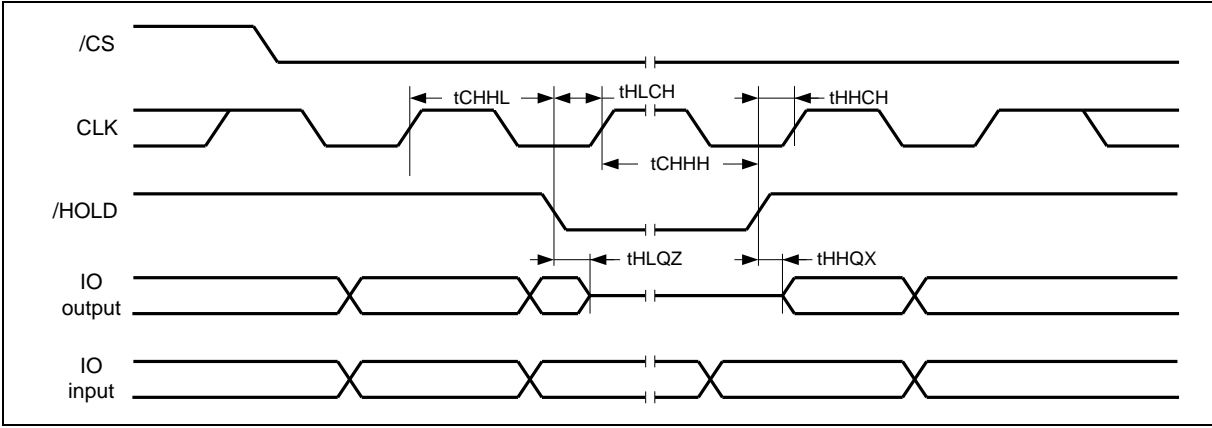 /CS
tCHHL
tHLCH
tHHCH
CLK
tCHHH
/HOLD
tHLQZ
tHHQX
IO
output
IO
input